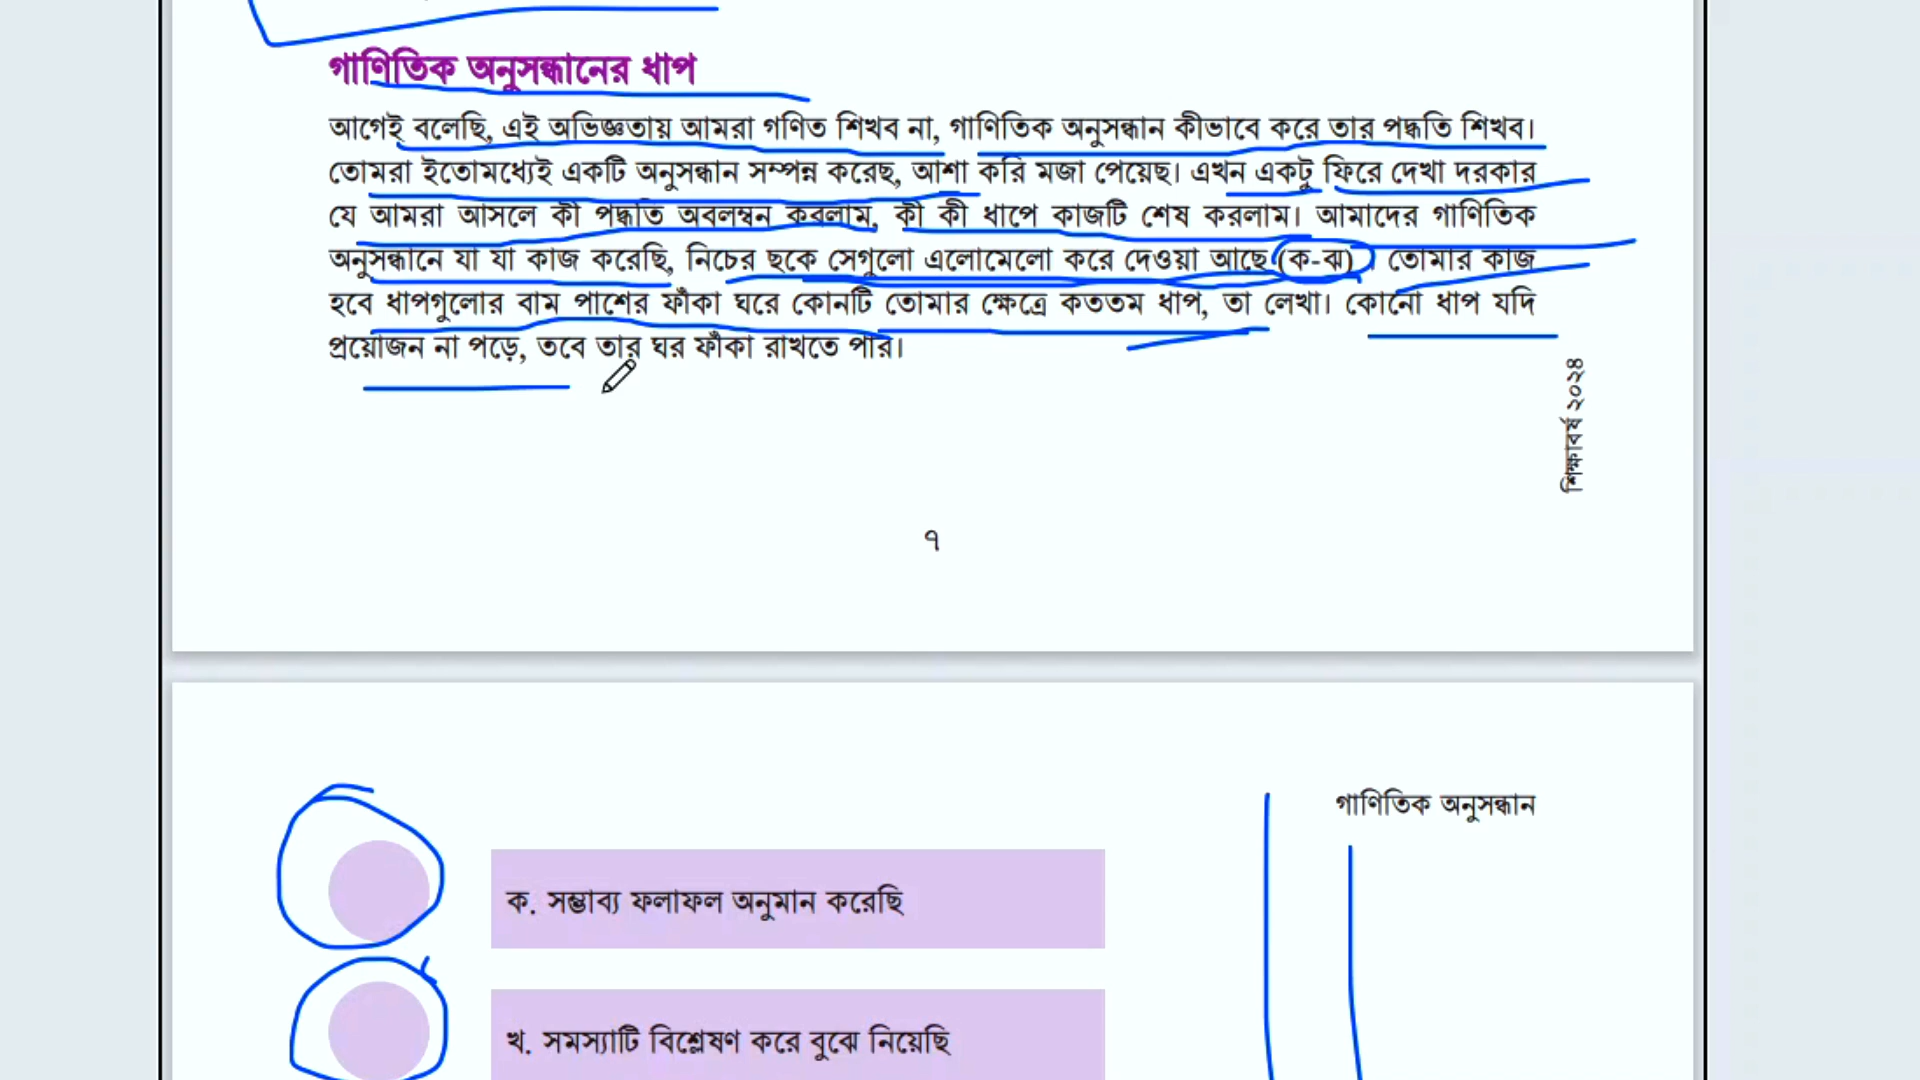 গাণিতিক অনুসন্ধানের ধাপ
আগেই বলেছি, এই অভিজ্ঞতায় আমরা গণিত শিখব না, গাণিতিক অনুসন্ধান কীভাবে করে তার পদ্ধতি শিখব।
তোমরা ইতোমধ্যেই একটি অনুসন্ধান সম্পন্ন করেছ, আশা করি মজা পেয়েছ। এখন একটু ফিরে দেখা দরকার
যে আমরা আসলে কী পদ্ধতি অবলম্বন করলাম, কী কী ধাপে কাজটি শেষ করলাম। আমাদের গাণিতিক
অনুসন্ধানে যা যা কাজ করেছি, নিচের ছকে সেগুলো এলোমেলো করে দেওয়া আছে (ক-ঝ) । তোমার কাজ
হবে ধাপগুলোর বাম পাশের ফাঁকা ঘরে কোনটি তোমার ক্ষেত্রে কততম ধাপ, তা লেখা। কোনো ধাপ যদি
প্রয়োজন না পড়ে, তবে তার ঘর ফাঁকা রাখতে পার।
শিক্ষাবর্ষ ২০২৪
৭
গাণিতিক অনুসন্ধান
ক. সম্ভাব্য ফলাফল অনুমান করেছি
খ. সমস্যাটি বিশ্লেষণ করে বুঝে নিয়েছি